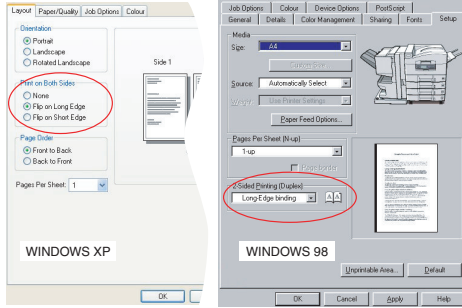 Layout Paper/Quality Job Options Colour
Orientation
Portrait
Landscape
Rotated Landscape
Print on Both Sides
None
Flip on Long Edge
Flip on Short Edge
Page Order
Front to Back
Back to Front
Pages Per Sheet: 1
Side 1
WINDOWS XP
OK
Job Options Colour Device Options PostScript
General Details Color Management Sharing Fonts Setup
Media
Size: A4
Custom Size
Source: Automatically Select
Weight: Use Printer Settings
Paper Feed Options...
Pages Per Sheet (N-up)
1-up
Page border
2-Sided Printing (Duplex)
Long-Edge binding
WINDOWS 98
Unprintable Area... Default
OK Cancel Apply Help